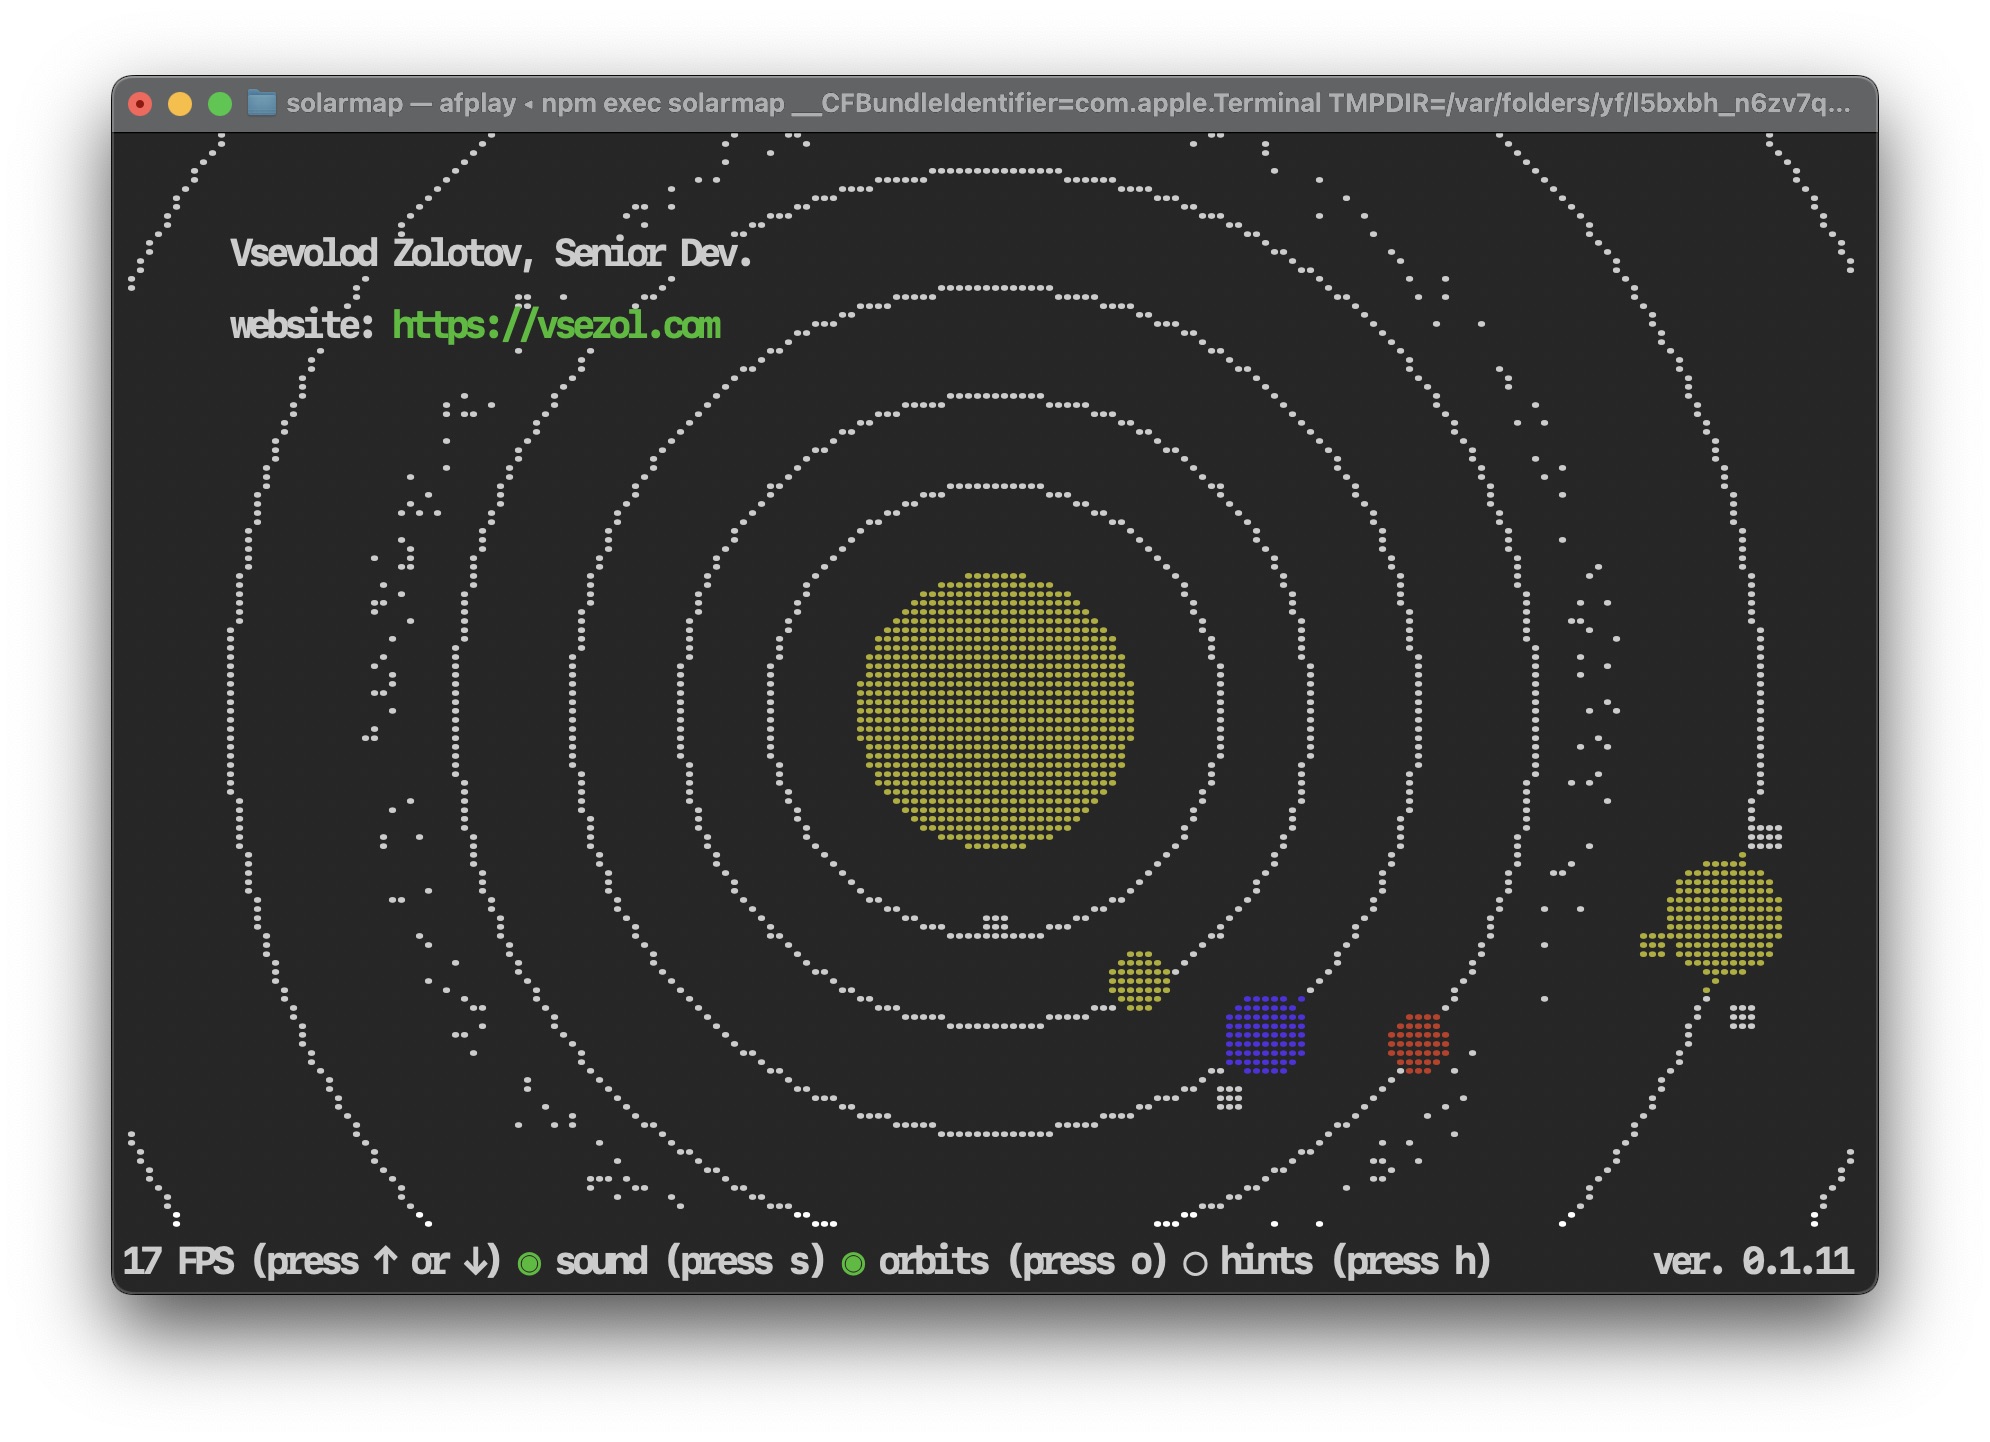 solarmap — afplay ◂ npm exec solarmap __CFBundleIdentifier=com.apple.Terminal TMPDIR=/var/folders/yf/l5bxbh_n6zv7q...
Vsevolod Zolotov, Senior Dev.
website: https://vsezol.com
17 FPS (press ↑ or ↓) ◉ sound (press s) ◉ orbits (press o) ○ hints (press h) ver. 0.1.11